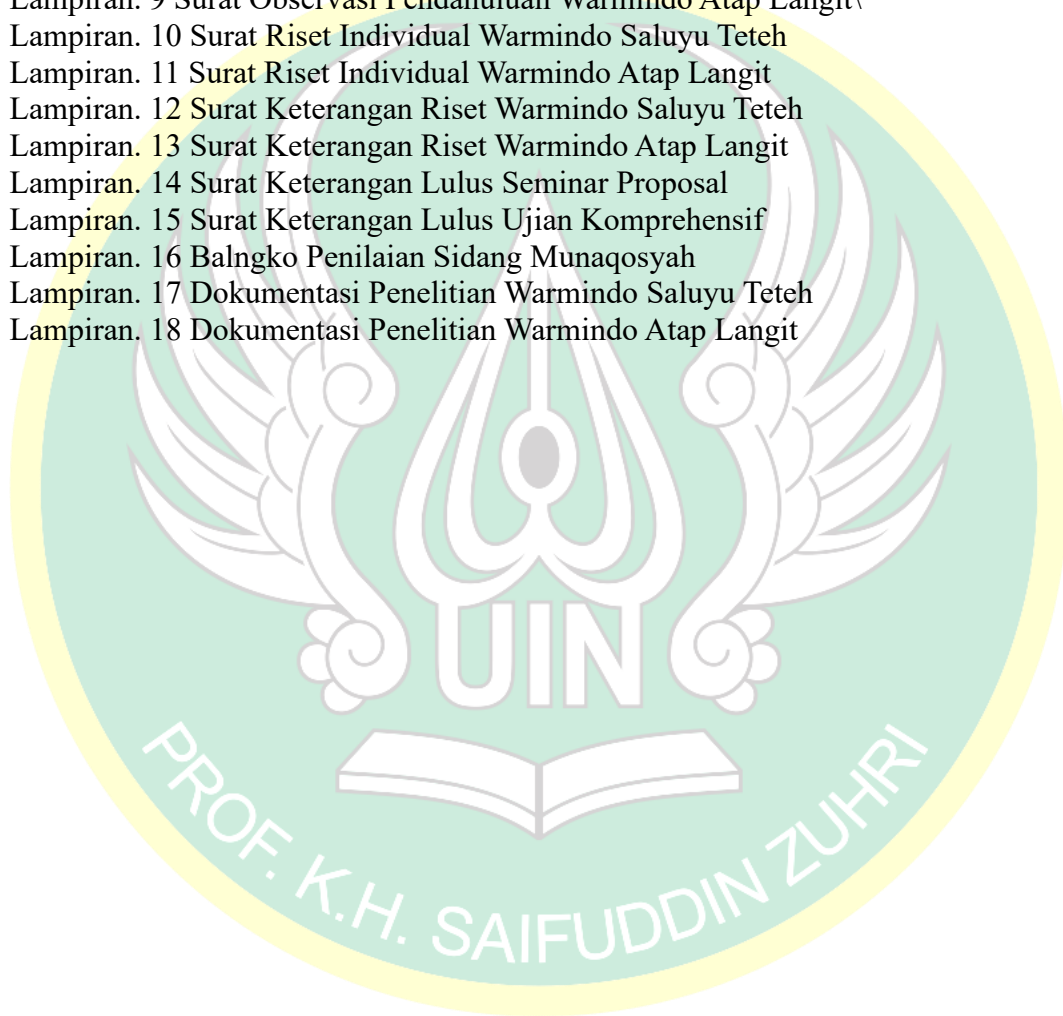 Lampiran. 9 Surat Observasi Pendahuluan Warmindo Atap Langit\
Lampiran. 10 Surat Riset Individual Warmindo Saluyu Teteh
Lampiran. 11 Surat Riset Individual Warmindo Atap Langit
Lampiran. 12 Surat Keterangan Riset Warmindo Saluyu Teteh
Lampiran. 13 Surat Keterangan Riset Warmindo Atap Langit
Lampiran. 14 Surat Keterangan Lulus Seminar Proposal
Lampiran. 15 Surat Keterangan Lulus Ujian Komprehensif
Lampiran. 16 Balngko Penilaian Sidang Munaqosyah
Lampiran. 17 Dokumentasi Penelitian Warmindo Saluyu Teteh
Lampiran. 18 Dokumentasi Penelitian Warmindo Atap Langit
UIN
PROF. K.H. SAIFUDDIN ZUHRI